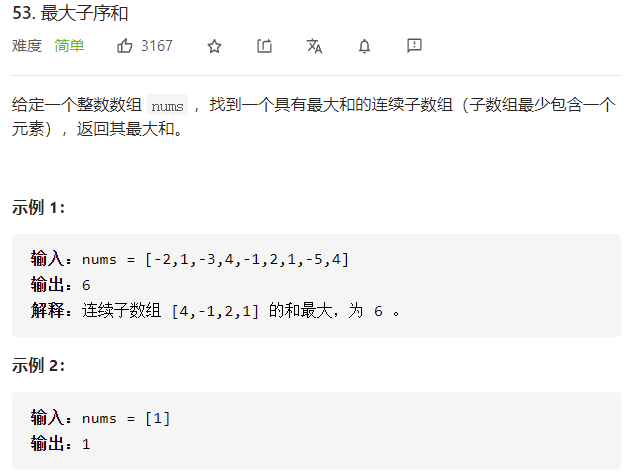 53. 最大子序和
难度 简单 3167
给定一个整数数组 nums ，找到一个具有最大和的连续子数组（子数组最少包含一个
元素），返回其最大和。
示例 1：
输入：nums = [-2,1,-3,4,-1,2,1,-5,4]
输出：6
解释：连续子数组 [4,-1,2,1] 的和最大，为 6 。
示例 2：
输入：nums = [1]
输出：1